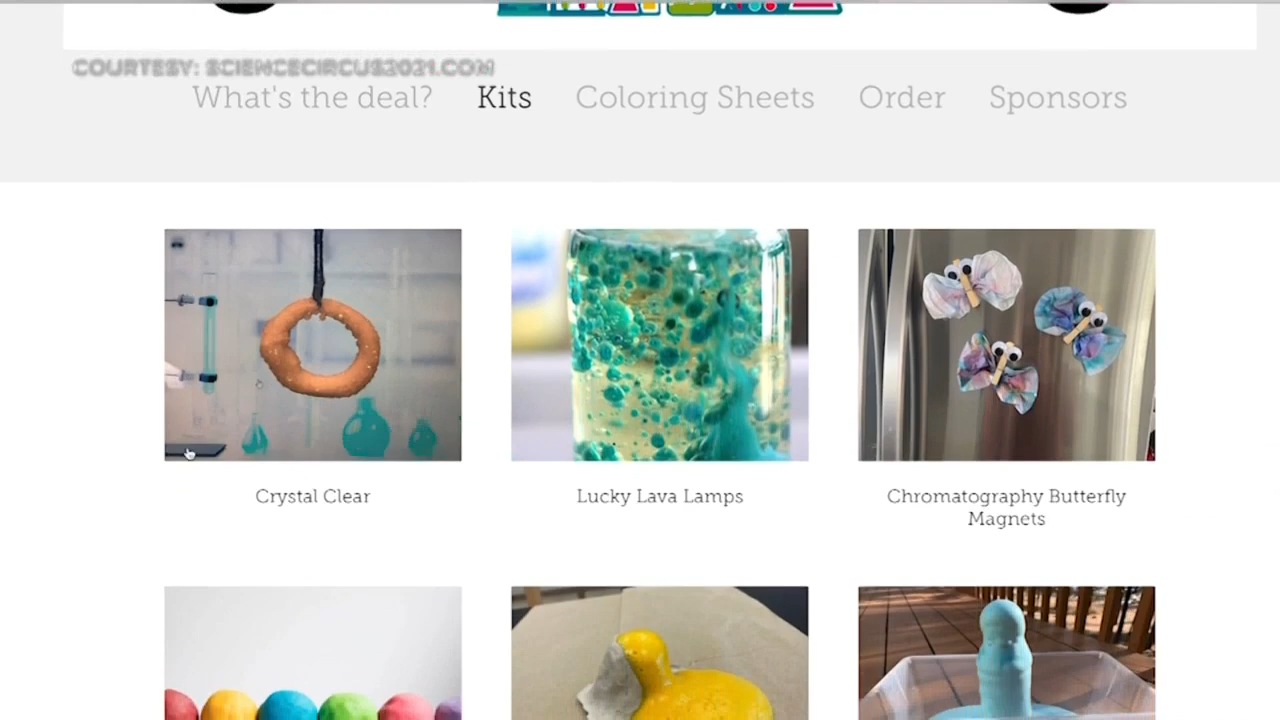 COURTESY: SCIENCECIRCUS2021.COM
What's the deal? Kits Coloring Sheets Order Sponsors
Crystal Clear
Lucky Lava Lamps
Chromatography Butterfly
Magnets